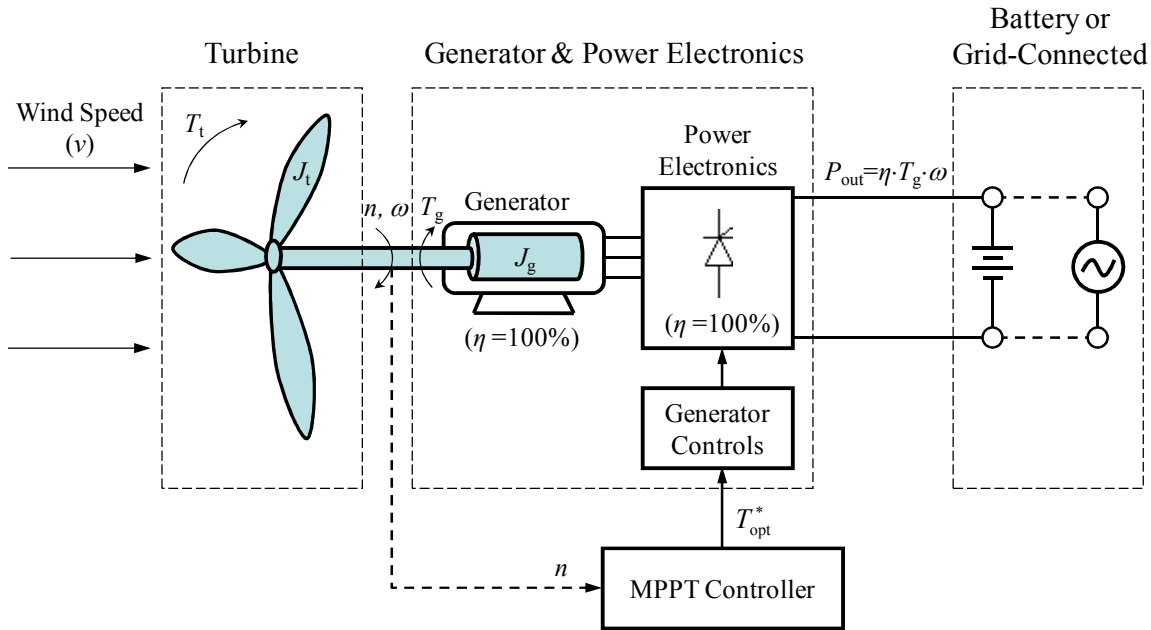 Turbine
Generator & Power Electronics
Battery or
Grid-Connected
Wind Speed
(v)
T_t
J_t
n, ω
T_g
Generator
J_g
(η =100%)
Power
Electronics
(η =100%)
P_out=η·T_g·ω
Generator
Controls
T*_opt
n
MPPT Controller